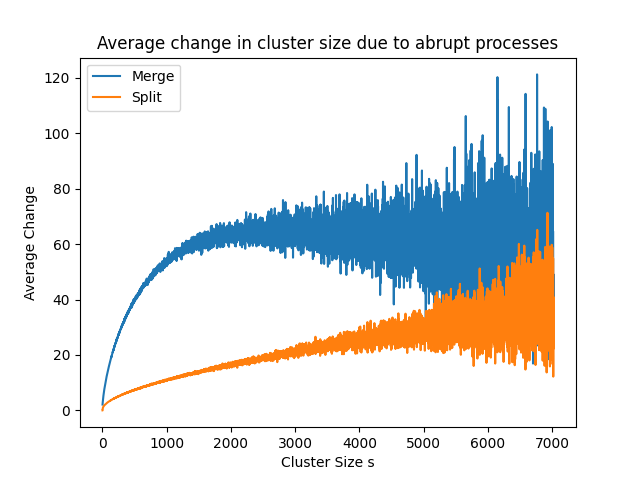 Average change in cluster size due to abrupt processes
Merge
Split
120
100
80
60
40
20
0
Average Change
0 1000 2000 3000 4000 5000 6000 7000
Cluster Size s